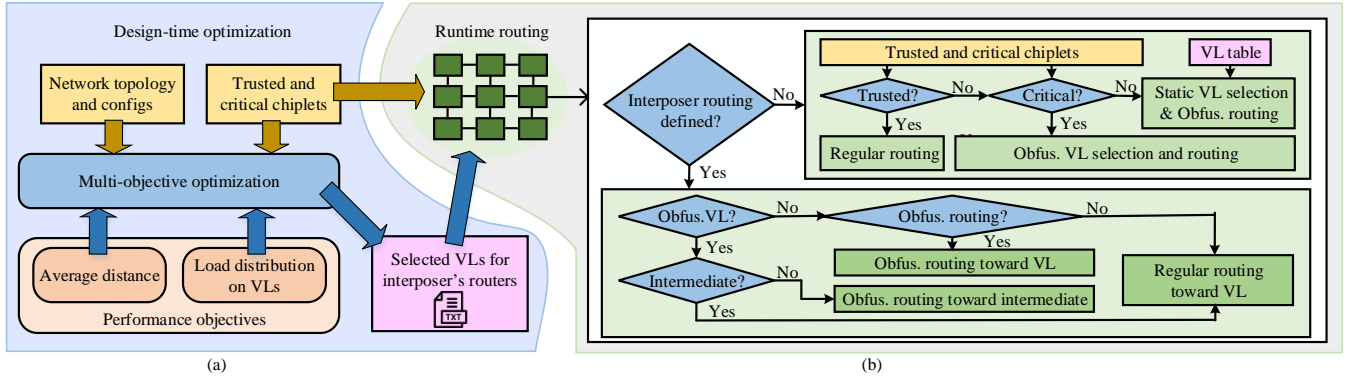 Design-time optimization
Network topology
and configs
Trusted and
critical chiplets
Multi-objective optimization
Average distance
Load distribution
on VLs
Performance objectives
Selected VLs for
interposer's routers
TXT
(a)
Runtime routing
Interposer routing
defined?
No
Yes
Trusted and critical chiplets
VL table
Trusted?
No
Critical?
No
Static VL selection
& Obfus. routing
Yes
Yes
Regular routing
Obfus. VL selection and routing
Obfus.VL?
No
Obfus. routing?
No
Yes
Yes
Obfus. routing toward VL
Regular routing
toward VL
Intermediate?
No
Obfus. routing toward intermediate
Yes
(b)